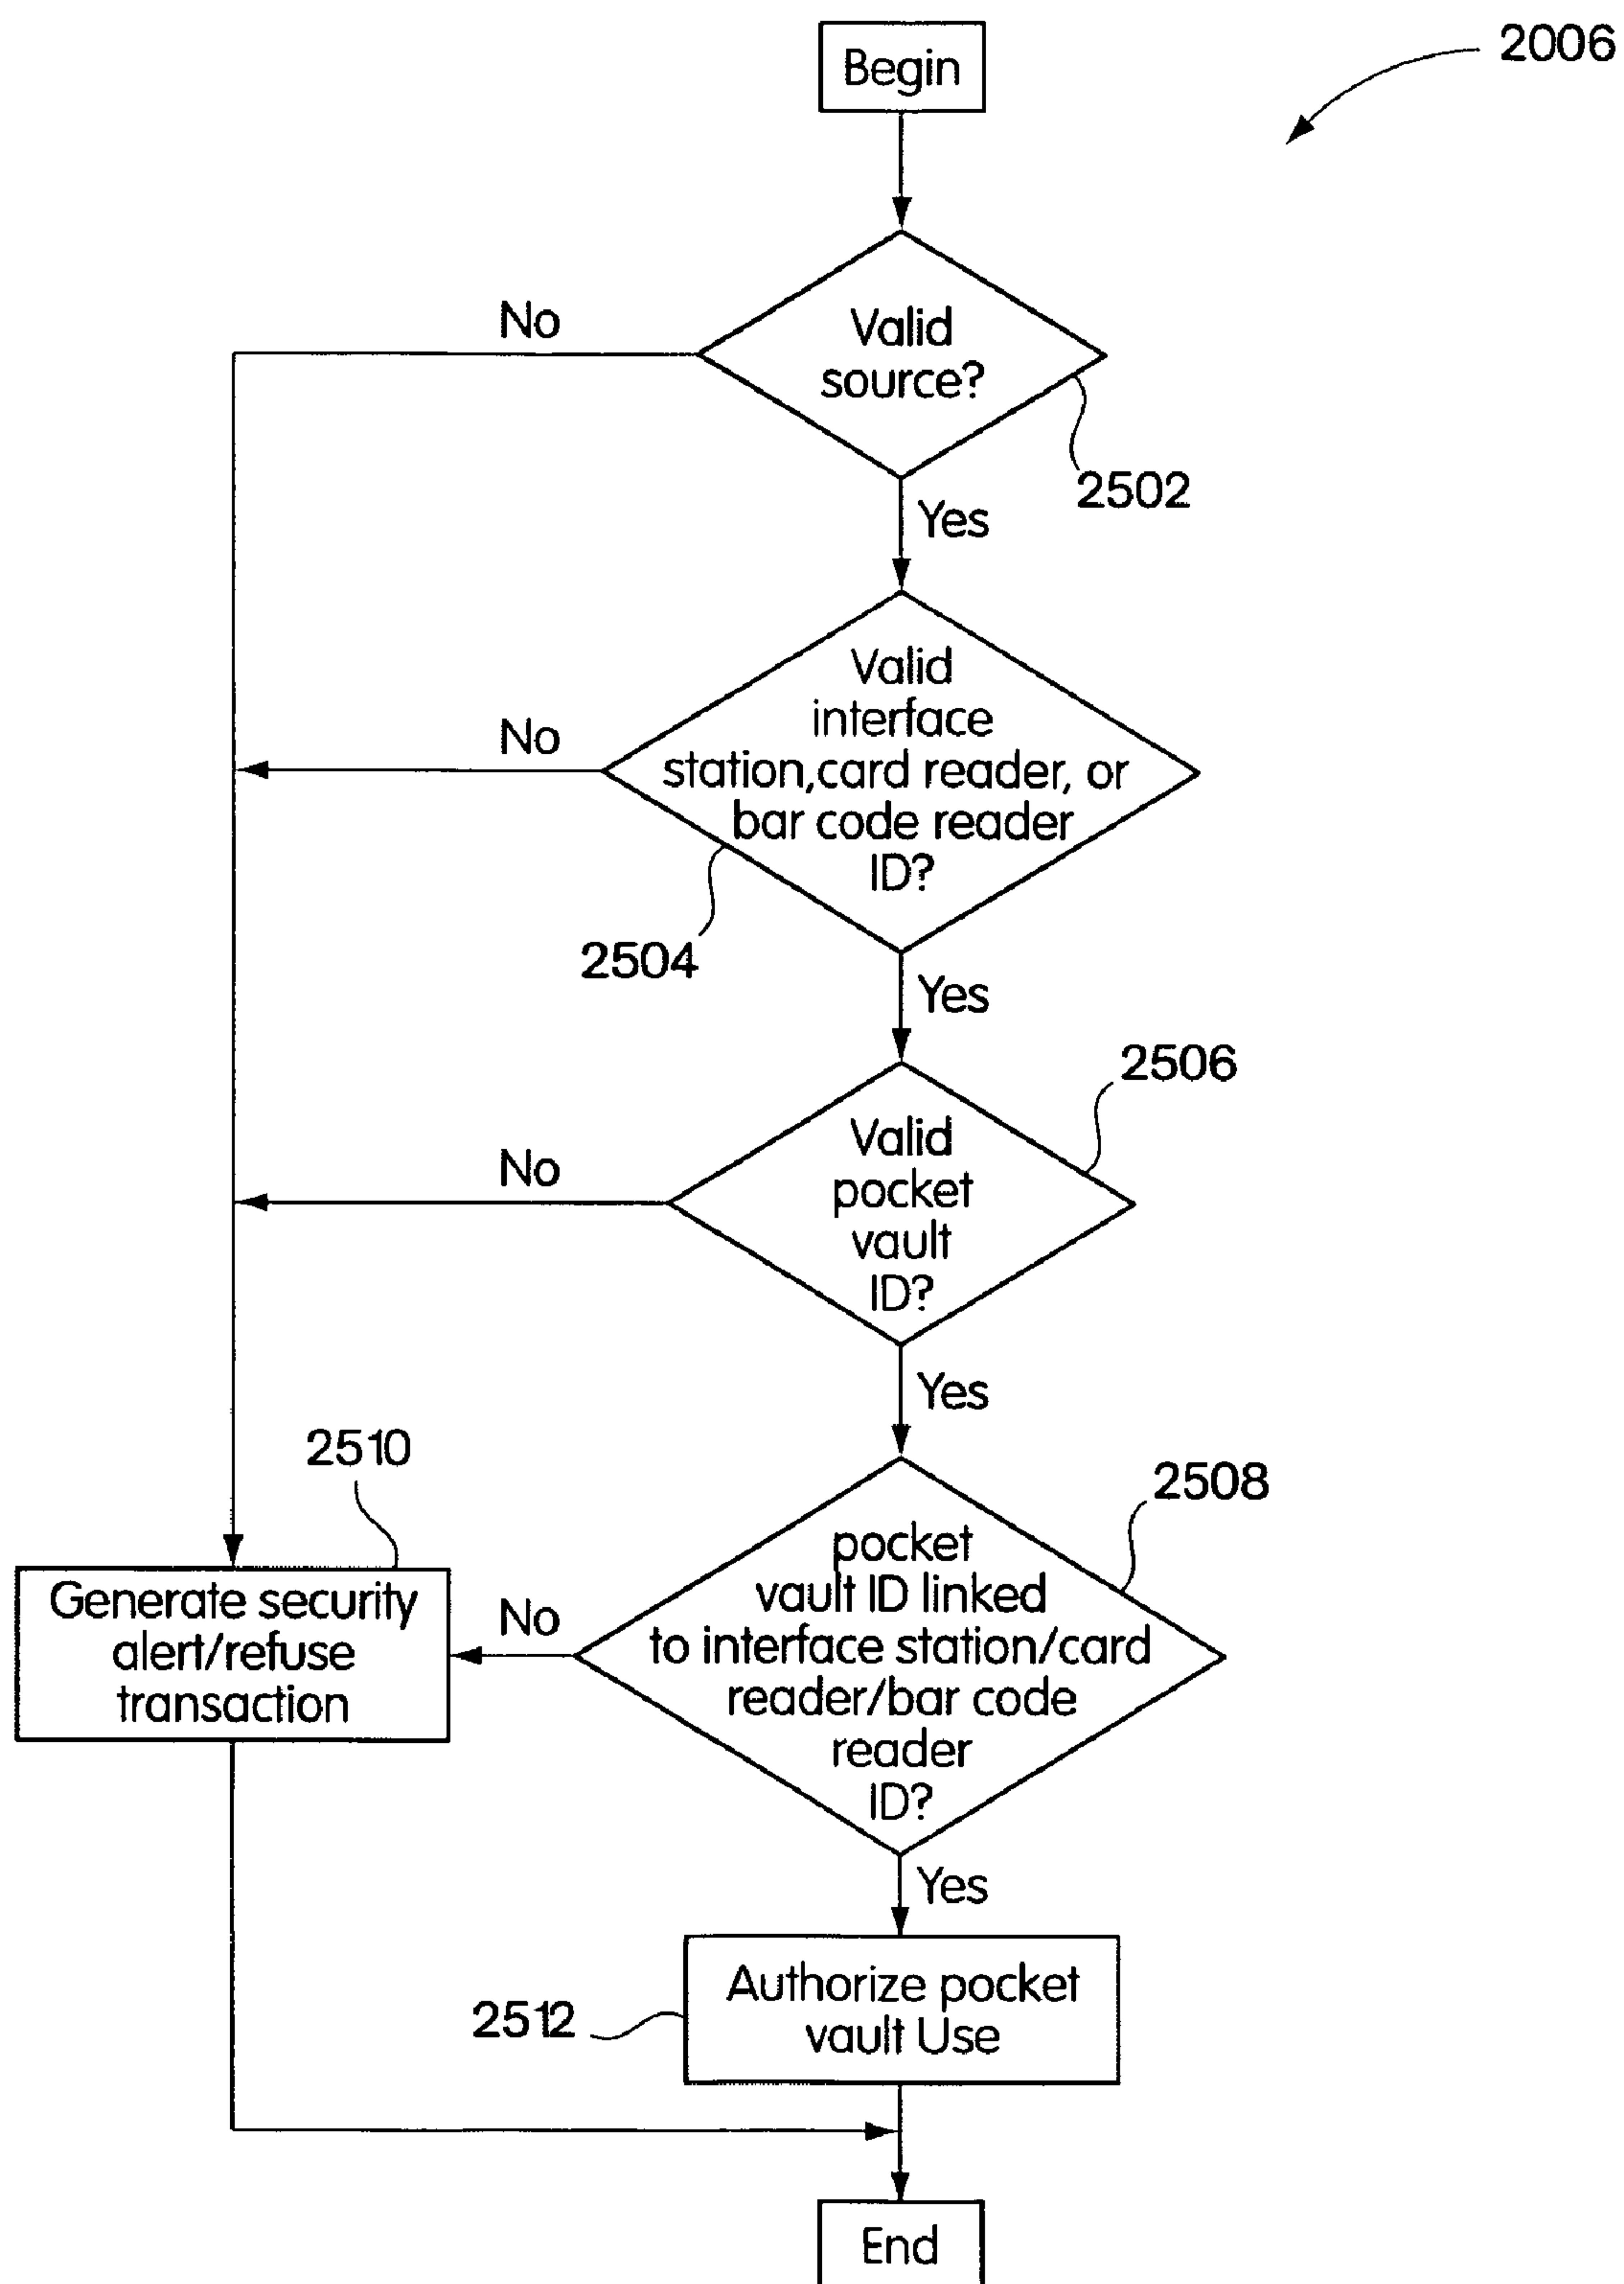 Begin
2006
No
Valid
source?
2502
Yes
Valid
interface
station,card reader, or
bar code reader
ID?
No
2504
Yes
2506
Valid
pocket
vault
ID?
No
Yes
2510
2508
pocket
vault ID linked
to interface station/card
reader/bar code
reader
ID?
No
Generate security
alert/refuse
transaction
Yes
Authorize pocket
vault Use
2512
End